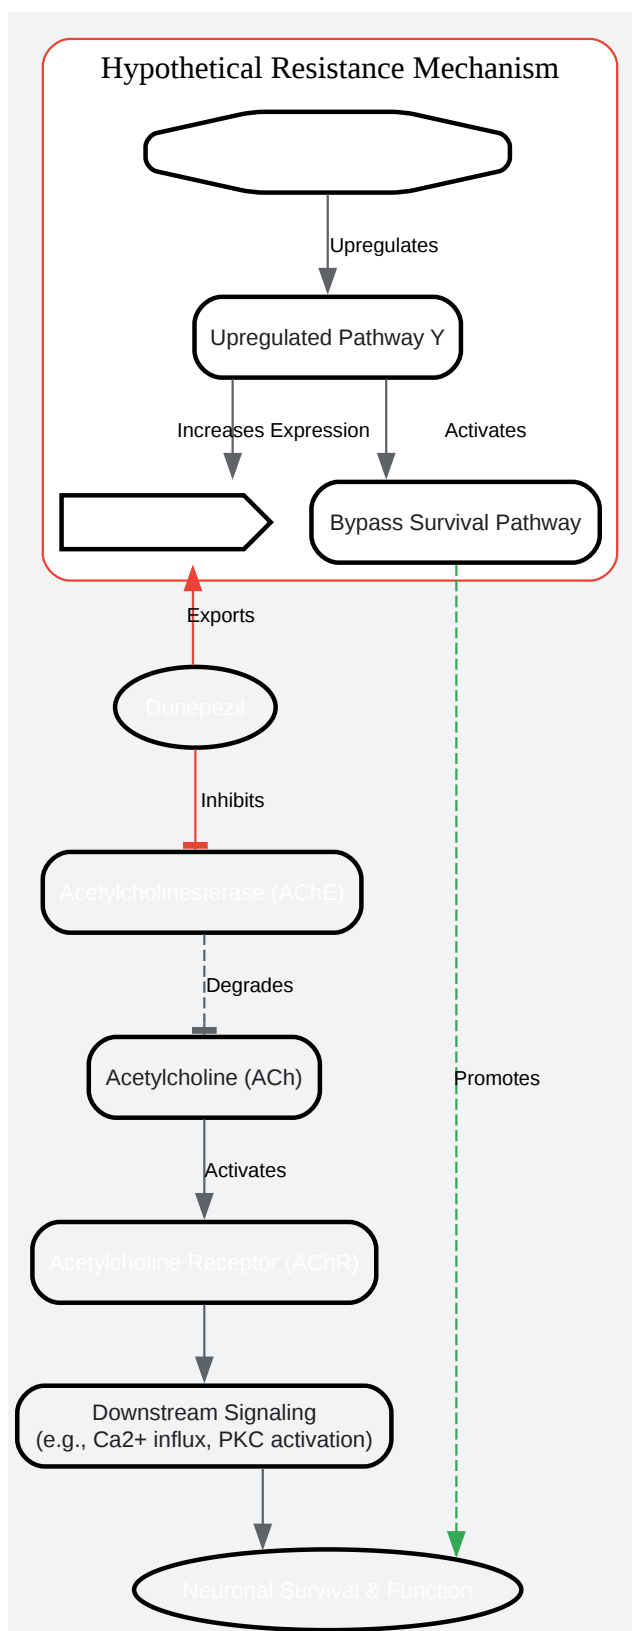 Hypothetical Resistance Mechanism
Upregulates
Upregulated Pathway Y
Increases Expression
Activates
Bypass Survival Pathway
Exports
Donepezil
Inhibits
Acetylcholinesterase (AChE)
Degrades
Acetylcholine (ACh)
Promotes
Activates
Acetylcholine Receptor (AChR)
Downstream Signaling
(e.g., Ca2+ influx, PKC activation)
Neuronal Survival & Function